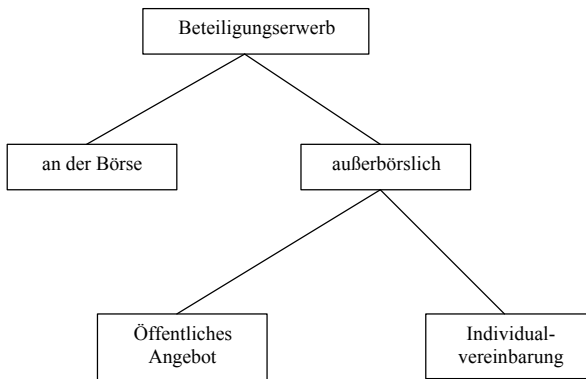 Beteiligungserwerb
an der Börse
außerbörslich
Öffentliches
Angebot
Individual-
vereinbarung